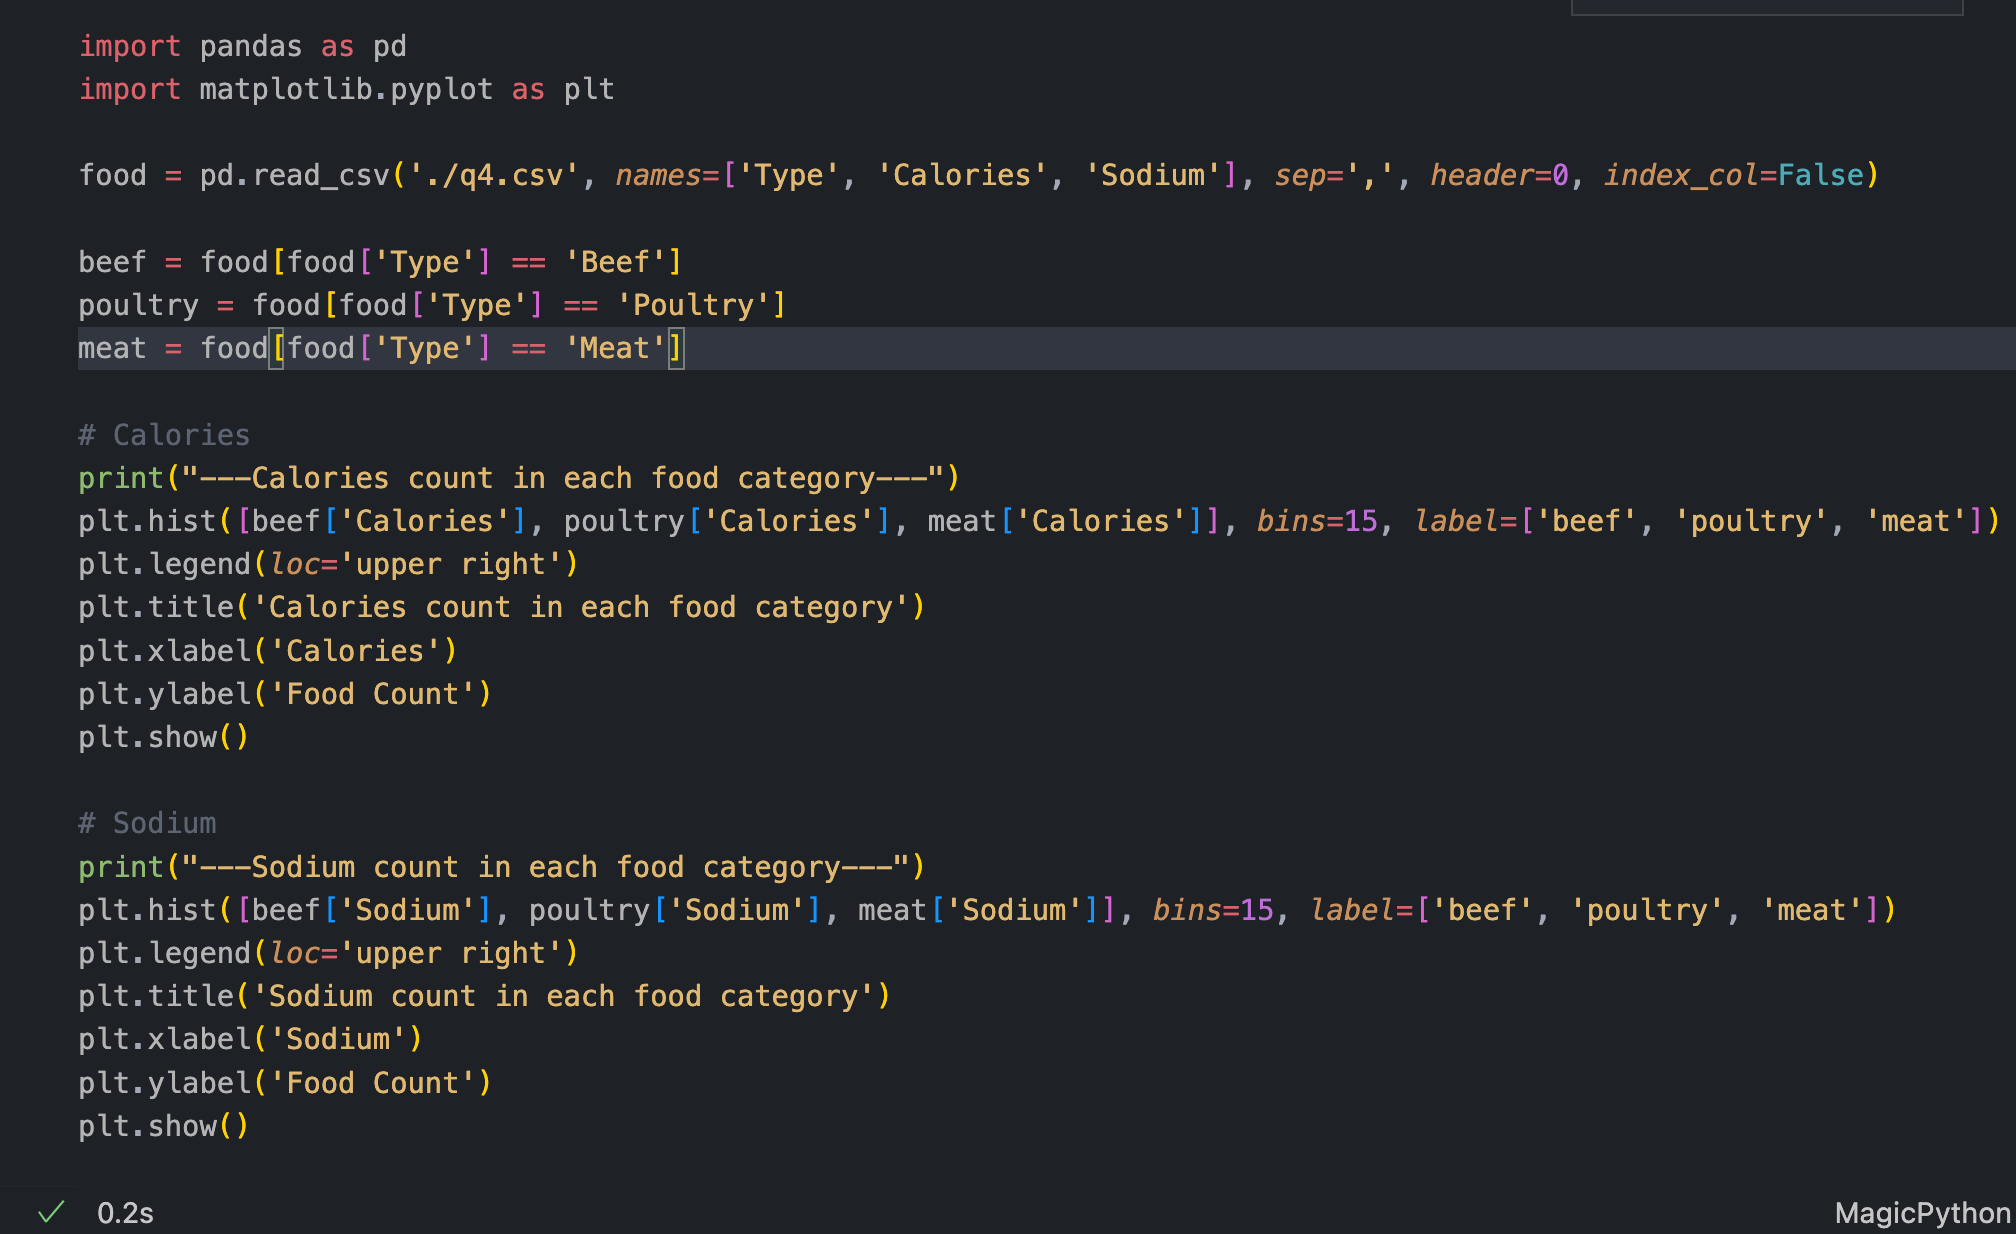 import pandas as pd
import matplotlib.pyplot as plt
food = pd.read_csv('./q4.csv', names=['Type', 'Calories', 'Sodium'], sep=',', header=0, index_col=False)
beef = food[food['Type'] == 'Beef']
poultry = food[food['Type'] == 'Poultry']
meat = food[food['Type'] == 'Meat']
# Calories
print("---Calories count in each food category---")
plt.hist([beef['Calories'], poultry['Calories'], meat['Calories']], bins=15, label=['beef', 'poultry', 'meat'])
plt.legend(loc='upper right')
plt.title('Calories count in each food category')
plt.xlabel('Calories')
plt.ylabel('Food Count')
plt.show()
# Sodium
print("---Sodium count in each food category---")
plt.hist([beef['Sodium'], poultry['Sodium'], meat['Sodium']], bins=15, label=['beef', 'poultry', 'meat'])
plt.legend(loc='upper right')
plt.title('Sodium count in each food category')
plt.xlabel('Sodium')
plt.ylabel('Food Count')
plt.show()
0.2s
MagicPython